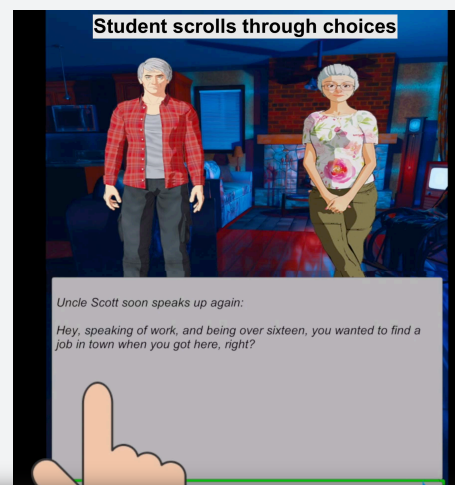 Student scrolls through choices
Uncle Scott soon speaks up again:
Hey, speaking of work, and being over sixteen, you wanted to find a
job in town when you got here, right?